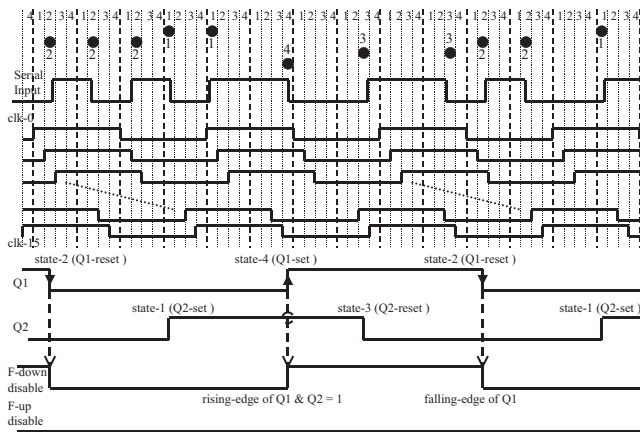 4 1 2 3 4 1 2 3 4 1 2 3 4 1 2 3 4 1 2 3 4 1 2 3 4 1 2 3 4 1 2 3 4 1 2 3 4 1 2 3 4 1 2 3 4 1 2 3 4 1 2 3 4 1 2 3 4
2 2 2 1 1 4 3 3 2 2 1
Serial
Input
clk-0
clk-15
state-2 (Q1-reset ) state-4 (Q1-set ) state-2 (Q1-reset )
Q1
state-1 (Q2-set ) state-3 (Q2-reset ) state-1 (Q2-set )
Q2
F-down
disable
rising-edge of Q1 & Q2 = 1 falling-edge of Q1
F-up
disable